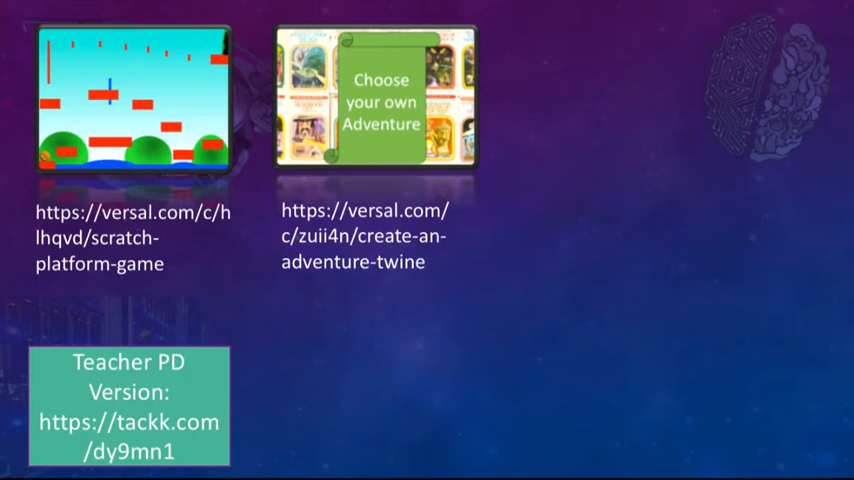 Choose
your own
Adventure
https://versal.com/c/h
lhqvd/scratch-
platform-game
https://versal.com/
c/zuii4n/create-an-
adventure-twine
Teacher PD
Version:
https://tackk.com
/dy9mn1